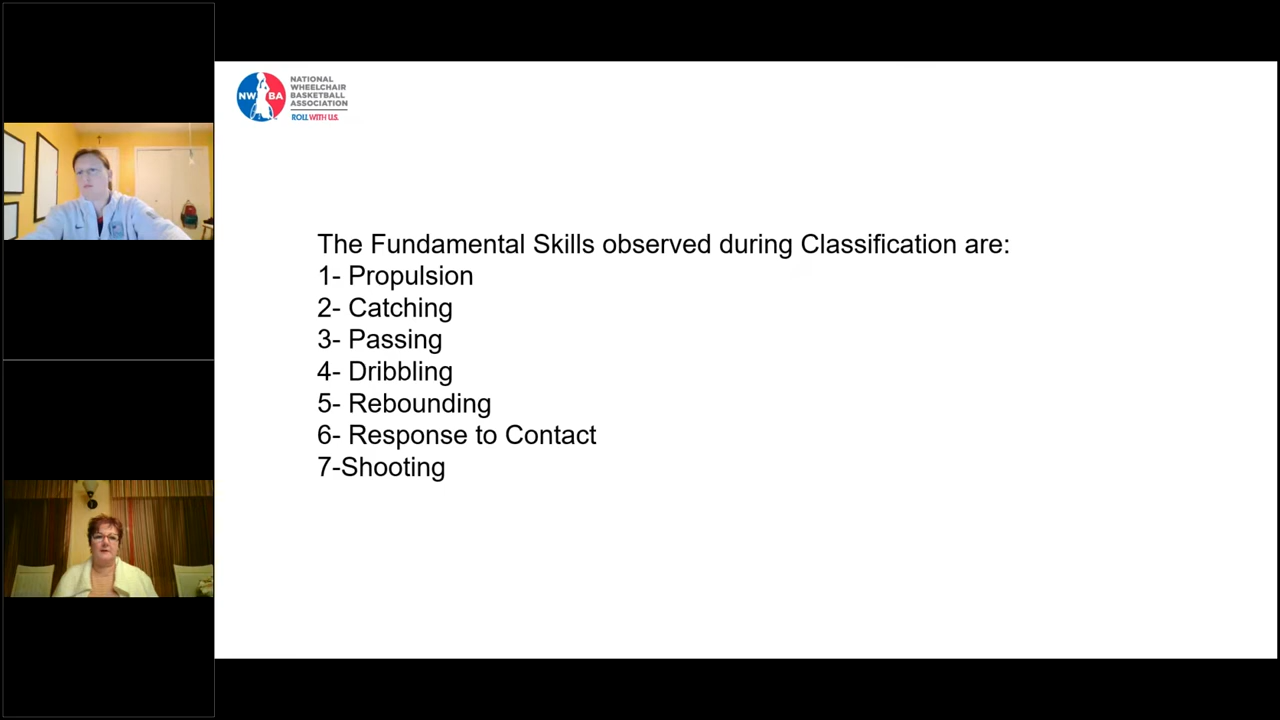 NWBA
NATIONAL
WHEELCHAIR
BASKETBALL
ASSOCIATION
ROLL WITH U.S.
The Fundamental Skills observed during Classification are:
1- Propulsion
2- Catching
3- Passing
4- Dribbling
5- Rebounding
6- Response to Contact
7-Shooting